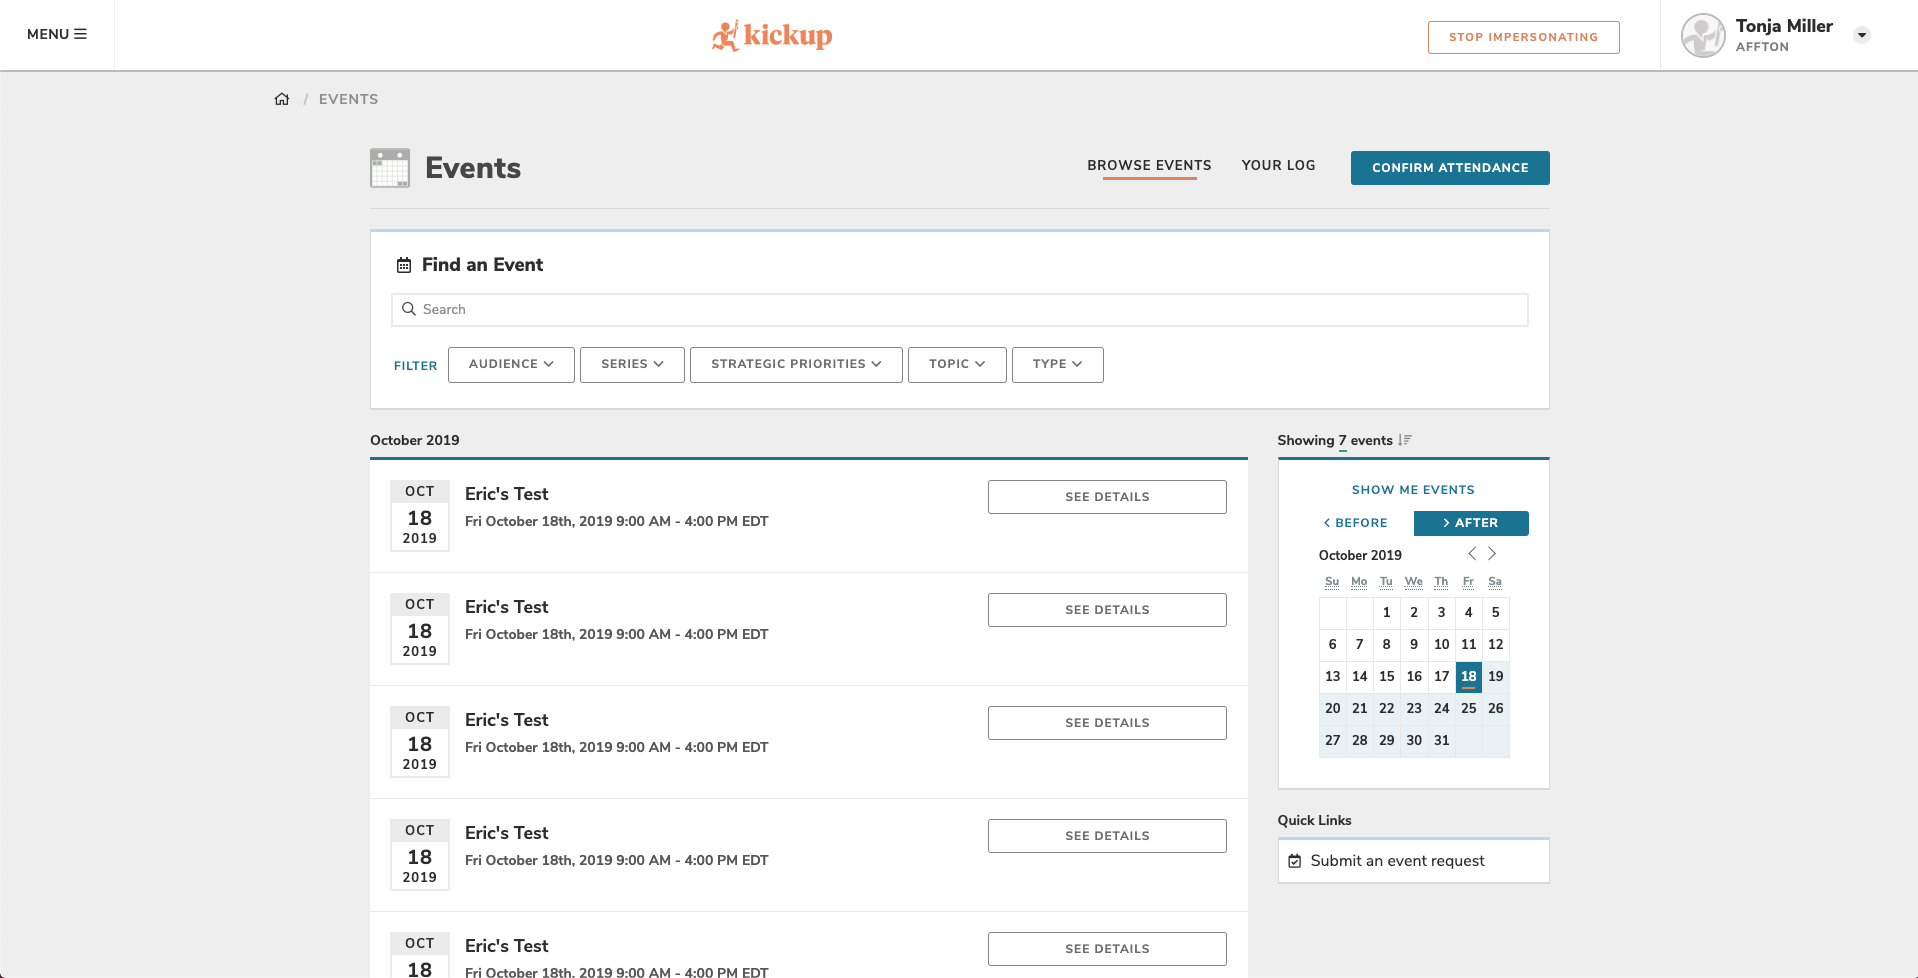 MENU
kickup
STOP IMPERSONATING
Tonja Miller
AFFTON
/ EVENTS
Events
BROWSE EVENTS
YOUR LOG
CONFIRM ATTENDANCE
Find an Event
Search
FILTER
AUDIENCE
SERIES
STRATEGIC PRIORITIES
TOPIC
TYPE
October 2019
OCT
18
2019
Eric's Test
Fri October 18th, 2019 9:00 AM - 4:00 PM EDT
SEE DETAILS
OCT
18
2019
Eric's Test
Fri October 18th, 2019 9:00 AM - 4:00 PM EDT
SEE DETAILS
OCT
18
2019
Eric's Test
Fri October 18th, 2019 9:00 AM - 4:00 PM EDT
SEE DETAILS
OCT
18
2019
Eric's Test
Fri October 18th, 2019 9:00 AM - 4:00 PM EDT
SEE DETAILS
OCT
18
Eric's Test
Fri October 18th, 2019 9:00 AM - 4:00 PM EDT
SEE DETAILS
Showing 7 events
SHOW ME EVENTS
BEFORE
AFTER
October 2019
Su Mo Tu We Th Fr Sa
1 2 3 4 5
6 7 8 9 10 11 12
13 14 15 16 17 18 19
20 21 22 23 24 25 26
27 28 29 30 31
Quick Links
Submit an event request